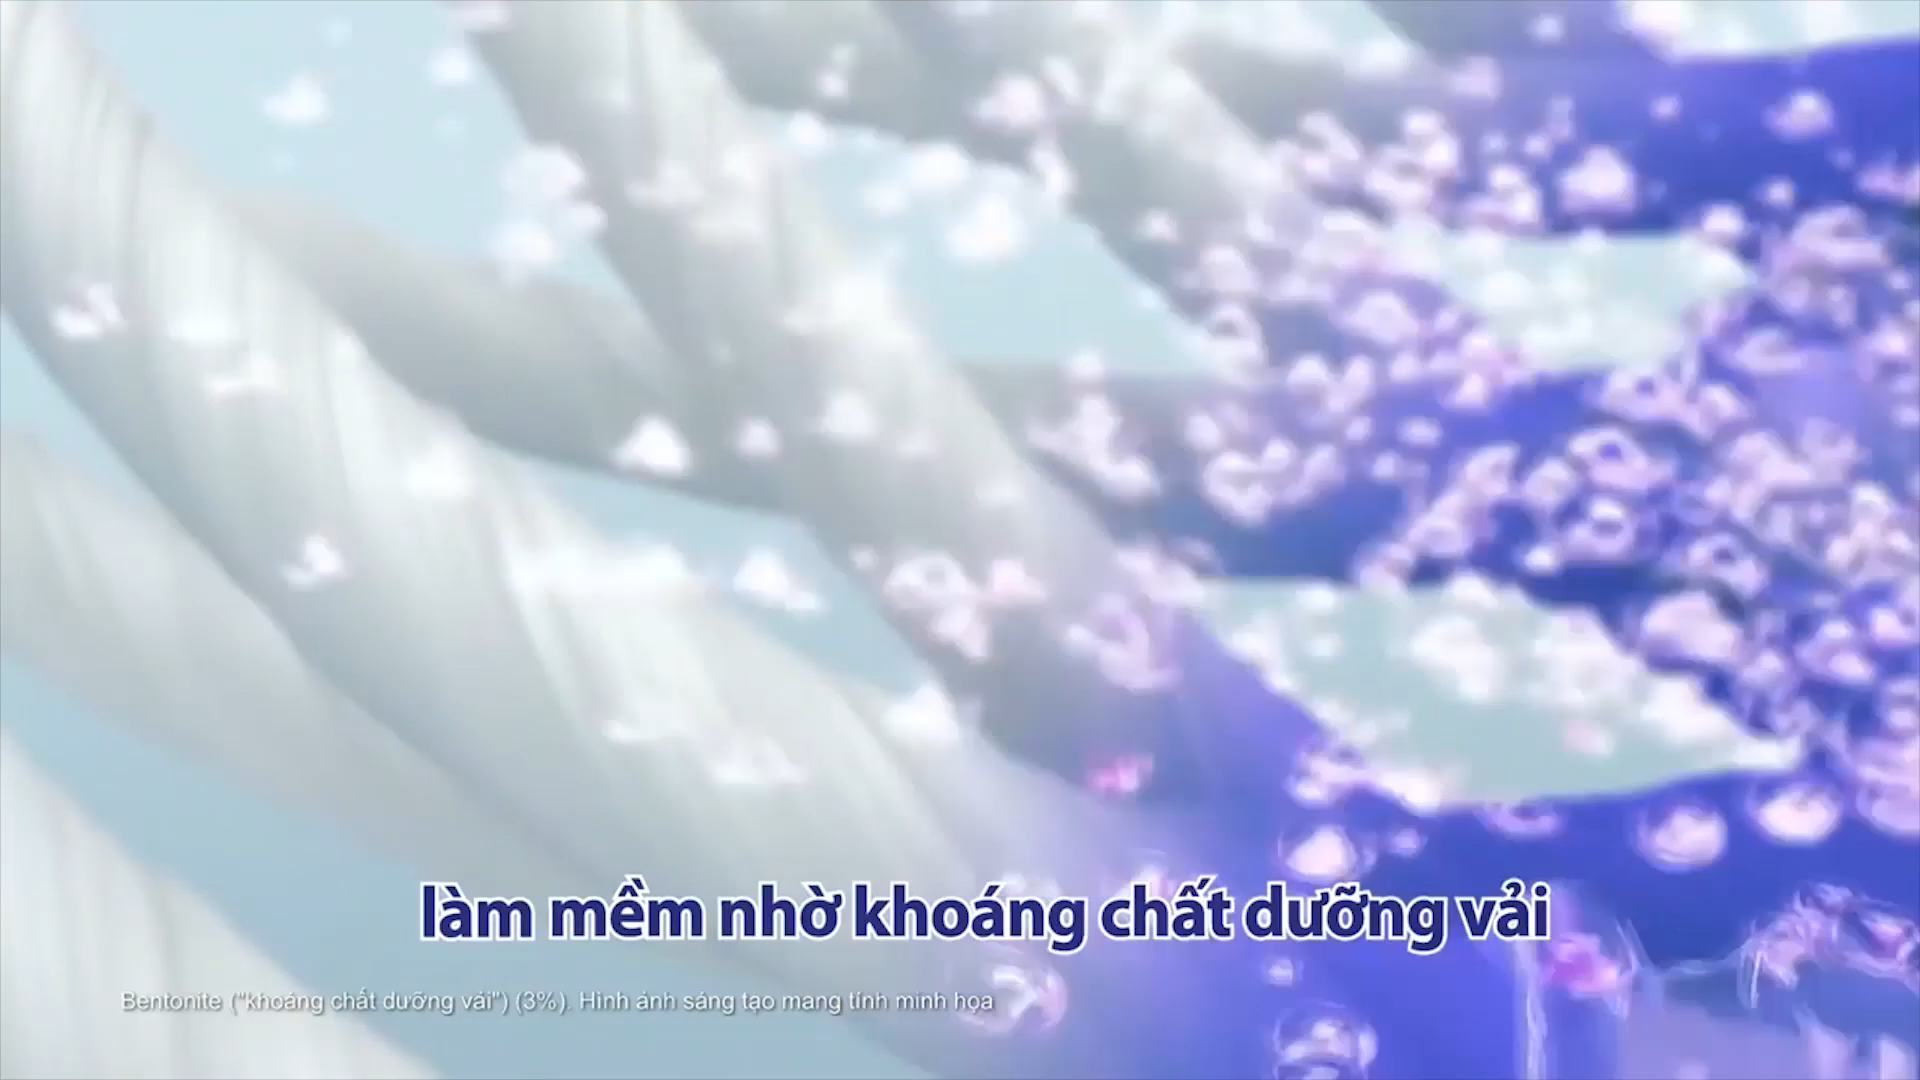 làm mềm nhờ khoáng chất dưỡng vải
Bentonite ("khoáng chất dưỡng vải") (3%). Hình ảnh sáng tạo mang tính minh họa